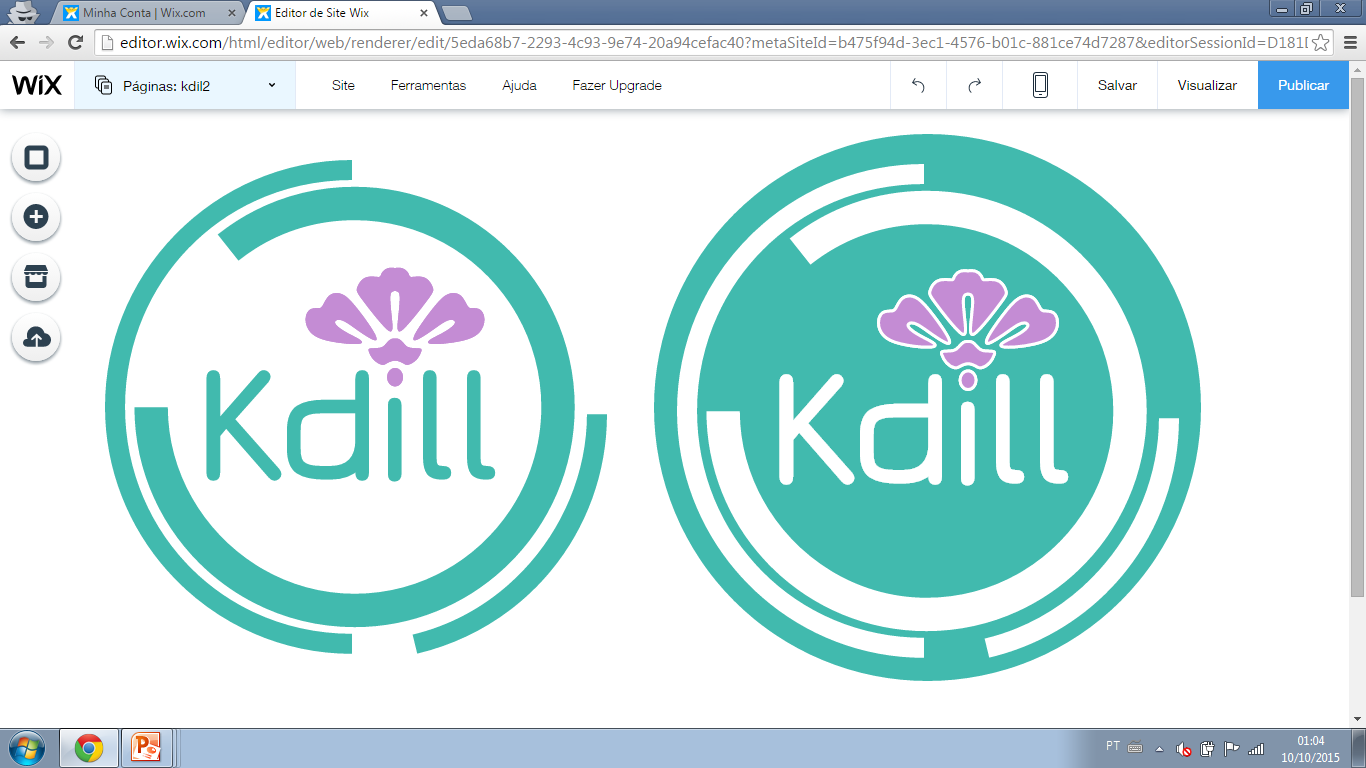 Minha Conta | Wix.com
Editor de Site Wix
editor.wix.com/html/editor/web/renderer/edit/5eda68b7-2293-4c93-9e74-20a94cefac40?metaSiteId=b475f94d-3ec1-4576-b01c-881ce74d7287&editorSessionId=D181
WiX Páginas: kdil2 Site Ferramentas Ajuda Fazer Upgrade Salvar Visualizar Publicar
Kdill Kdill
PT 01:04
10/10/2015